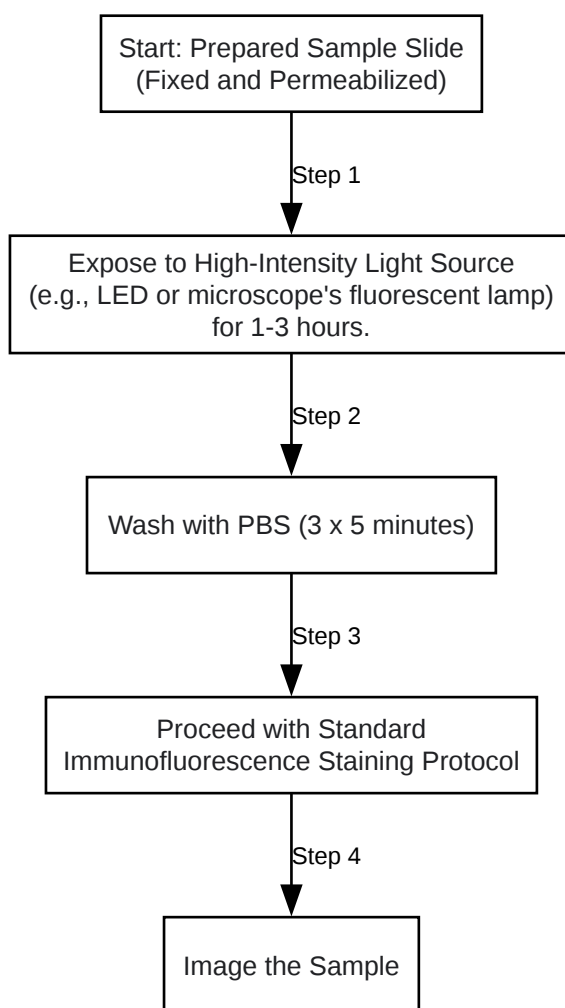 Start: Prepared Sample Slide
(Fixed and Permeabilized)
Step 1
Expose to High-Intensity Light Source
(e.g., LED or microscope's fluorescent lamp)
for 1-3 hours.
Step 2
Wash with PBS (3 x 5 minutes)
Step 3
Proceed with Standard
Immunofluorescence Staining Protocol
Step 4
Image the Sample